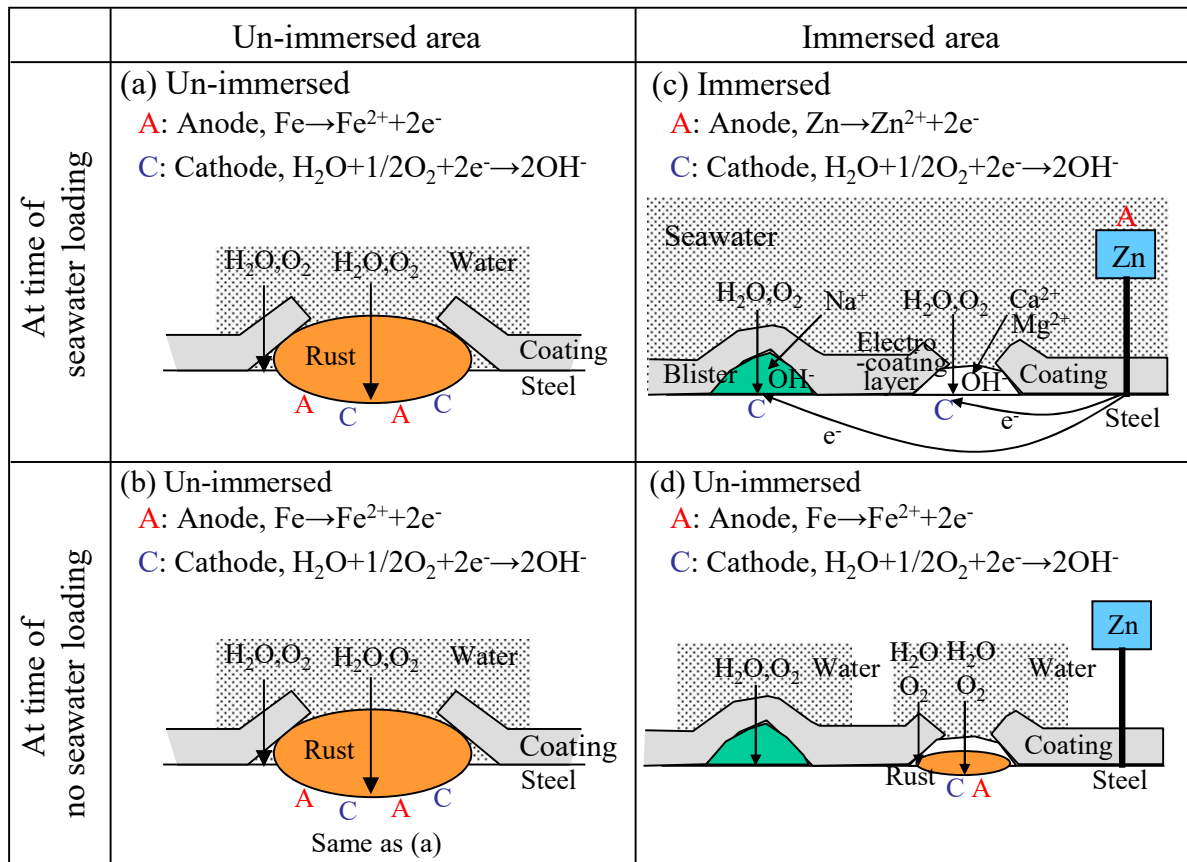 Un-immersed area
Immersed area
At time of
seawater loading
(a) Un-immersed
A: Anode, Fe→Fe²⁺+2e⁻
C: Cathode, H₂O+1/2O₂+2e⁻→2OH⁻
H₂O,O₂
H₂O,O₂
Water
Rust
Coating
Steel
A
C
A
C
(c) Immersed
A: Anode, Zn→Zn²⁺+2e⁻
C: Cathode, H₂O+1/2O₂+2e⁻→2OH⁻
A
Seawater
Zn
H₂O,O₂
Na⁺
H₂O,O₂
Ca²⁺
Mg²⁺
Electro
-coating
layer
Blister
OH⁻
OH⁻
Coating
C
C
e⁻
e⁻
Steel
At time of
no seawater loading
(b) Un-immersed
A: Anode, Fe→Fe²⁺+2e⁻
C: Cathode, H₂O+1/2O₂+2e⁻→2OH⁻
H₂O,O₂
H₂O,O₂
Water
Rust
Coating
Steel
A
C
A
C
Same as (a)
(d) Un-immersed
A: Anode, Fe→Fe²⁺+2e⁻
C: Cathode, H₂O+1/2O₂+2e⁻→2OH⁻
Zn
H₂O,O₂
Water
H₂O
O₂
H₂O
O₂
Water
Coating
Rust
Steel
C
A